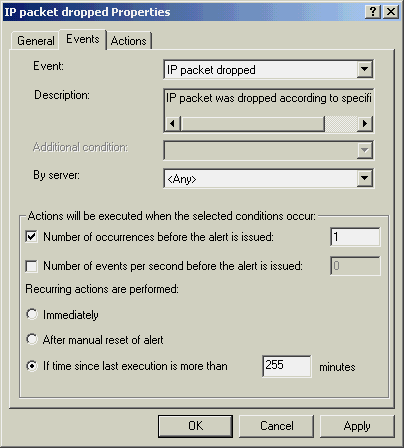 IP packet dropped Properties
General Events Actions
Event: IP packet dropped
Description: IP packet was dropped according to specifi
Additional condition:
By server: <Any>
Actions will be executed when the selected conditions occur:
Number of occurrences before the alert is issued: 1
Number of events per second before the alert is issued: 0
Recurring actions are performed:
Immediately
After manual reset of alert
If time since last execution is more than 255 minutes
OK Cancel Apply